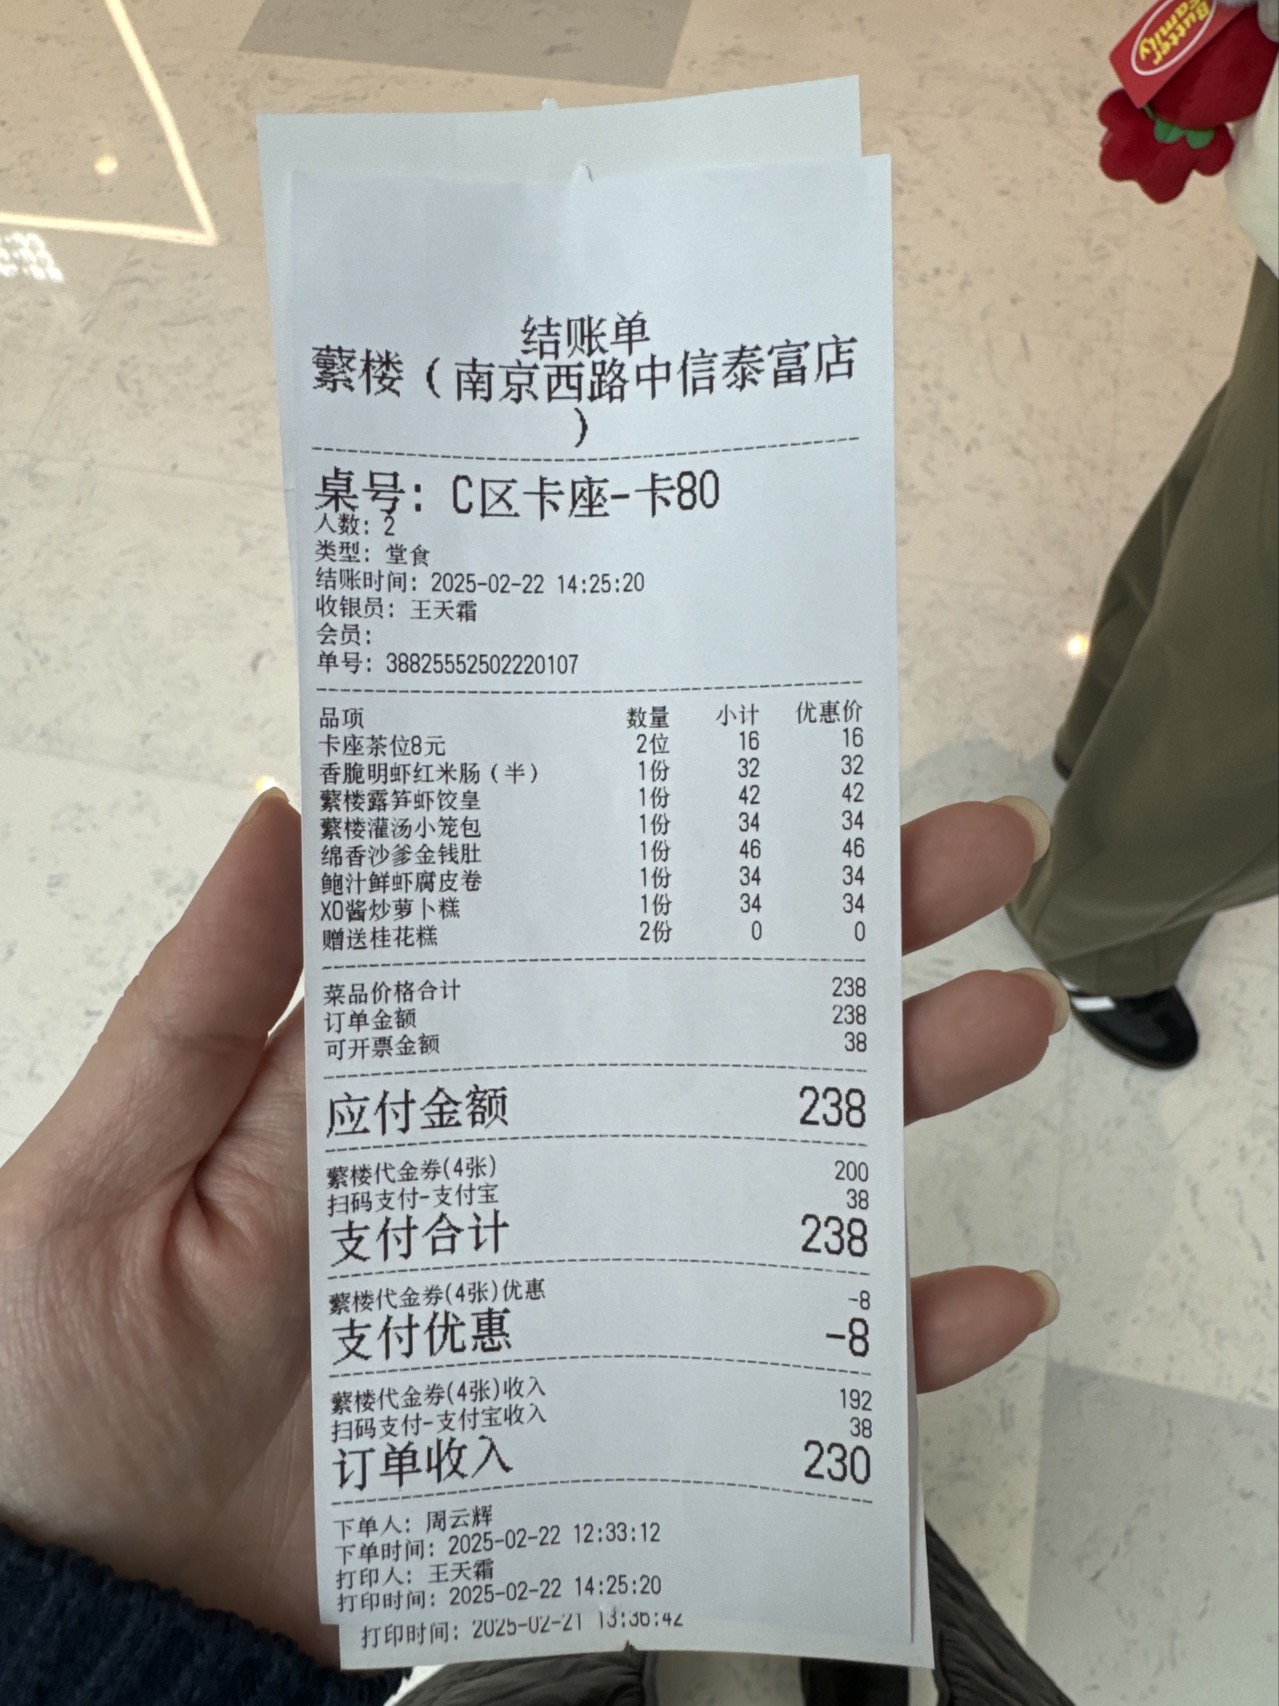 Butter
Family
结账单
蘩楼（南京西路中信泰富店
）
桌号：C区卡座-卡80
人数：2
类型：堂食
结账时间：2025-02-22 14:25:20
收银员：王天霜
会员：
单号：38825552502220107
品项 数量 小计 优惠价
卡座茶位8元 2位 16 16
香脆明虾红米肠（半） 1份 32 32
蘩楼露笋虾饺皇 1份 42 42
蘩楼灌汤小笼包 1份 34 34
绵香沙爹金钱肚 1份 46 46
鲍汁鲜虾腐皮卷 1份 34 34
XO酱炒萝卜糕 1份 34 34
赠送桂花糕 2份 0 0
菜品价格合计 238
订单金额 238
可开票金额 38
应付金额 238
蘩楼代金券(4张) 200
扫码支付-支付宝 38
支付合计 238
蘩楼代金券(4张)优惠 -8
支付优惠 -8
蘩楼代金券(4张)收入 192
扫码支付-支付宝收入 38
订单收入 230
下单人：周云辉
下单时间：2025-02-22 12:33:12
打印人：王天霜
打印时间：2025-02-22 14:25:20
打印时间：2025-02-21 13:36:42